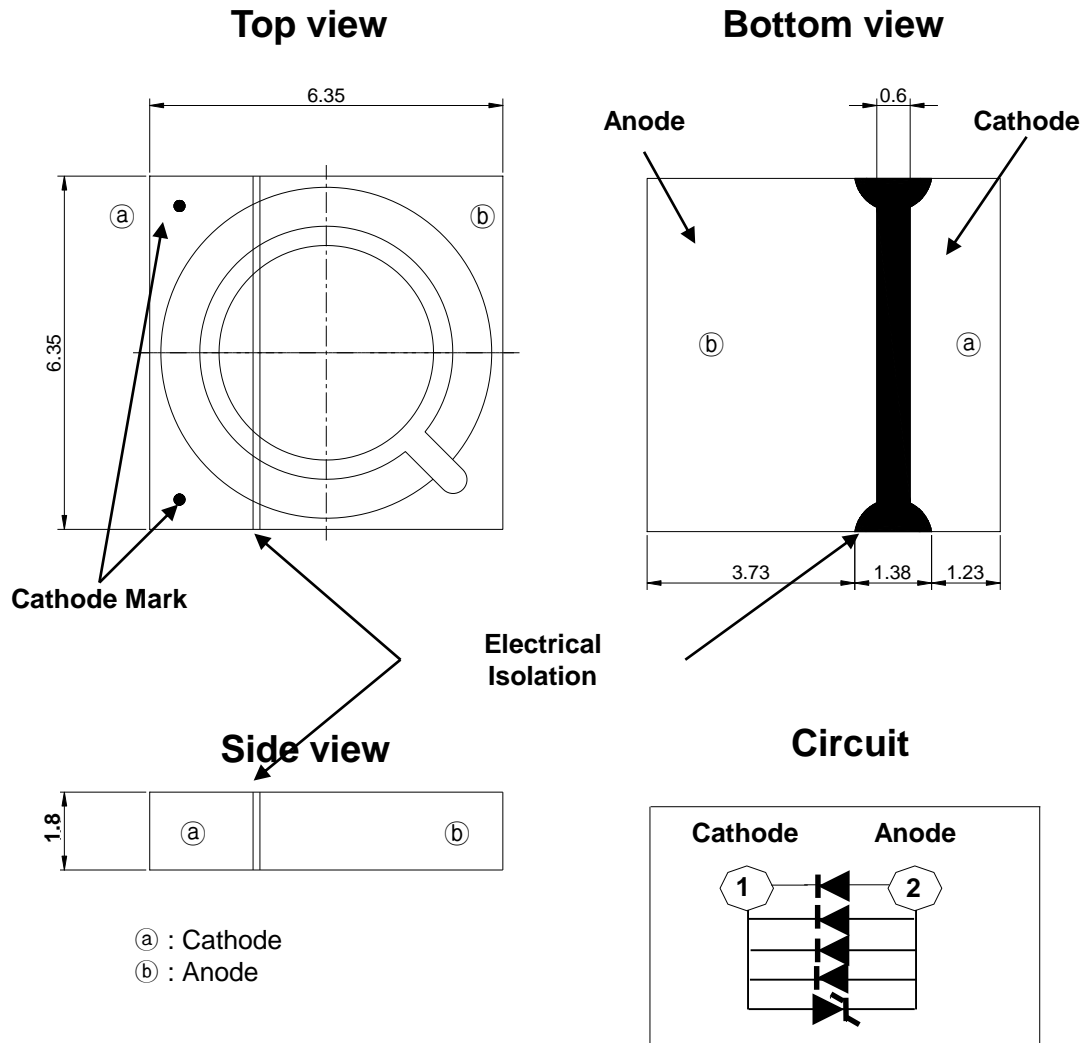 Top view
Bottom view
6.35
0.6
Anode
Cathode
ⓐ
ⓑ
6.35
ⓑ
ⓐ
Cathode Mark
3.73
1.38
1.23
Electrical
Isolation
Side view
Circuit
1.8
ⓐ
ⓑ
Cathode
Anode
1
2
ⓐ : Cathode
ⓑ : Anode